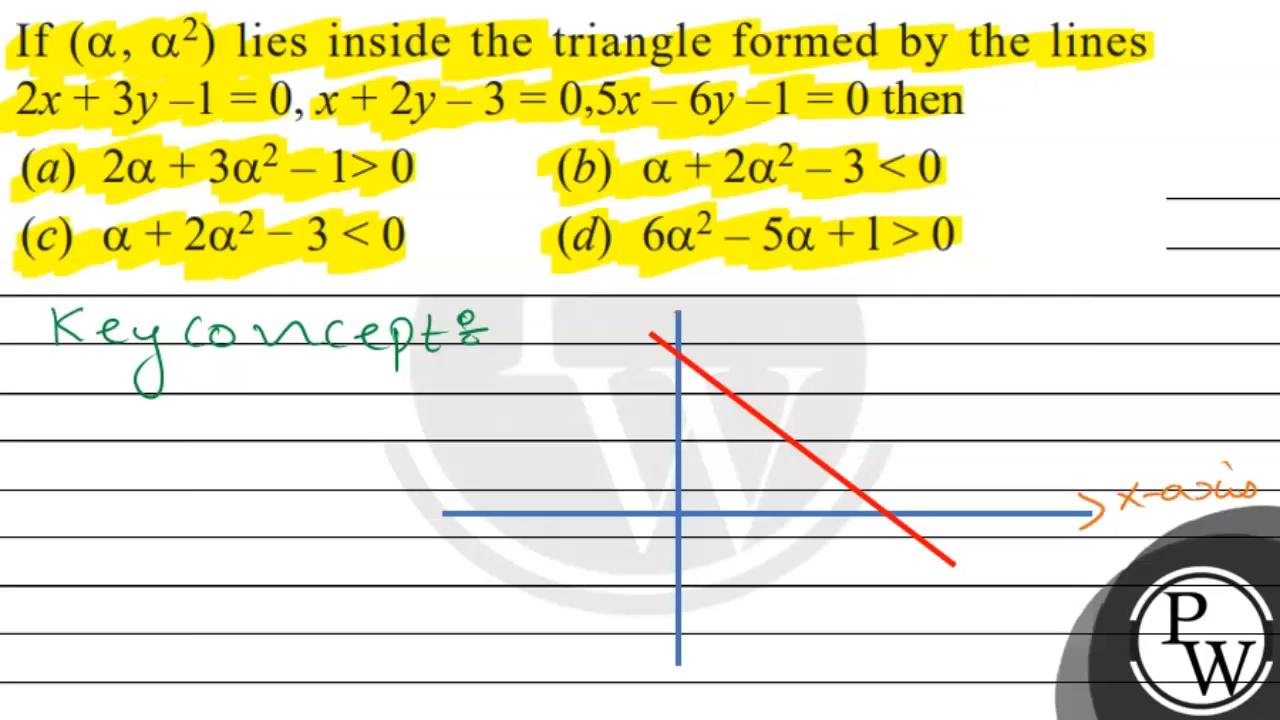 If (α, α²) lies inside the triangle formed by the lines
2x + 3y –1 = 0, x + 2y – 3 = 0,5x – 6y –1 = 0 then
(a) 2α + 3α² – 1> 0 (b) α + 2α² – 3 < 0
(c) α + 2α² – 3 < 0 (d) 6α² – 5α + 1 > 0
Key concept:
x-axis
PW
PW